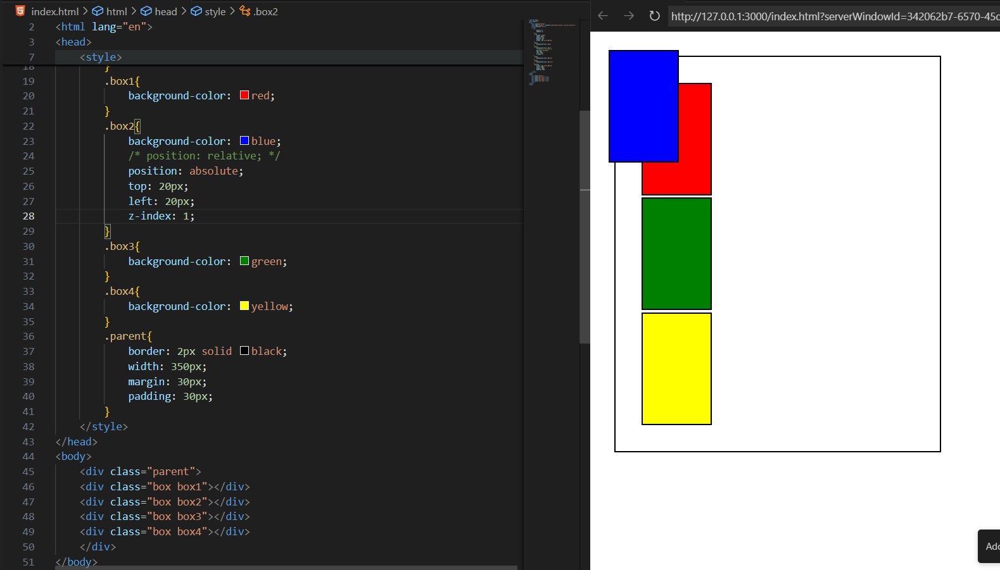 index.html > html > head > style > .box2
2 <html lang="en">
3 <head>
7 <style>
18 }
19 .box1{
20 background-color: red;
21 }
22 .box2{
23 background-color: blue;
24 /* position: relative; */
25 position: absolute;
26 top: 20px;
27 left: 20px;
28 z-index: 1;
29 }
30 .box3{
31 background-color: green;
32 }
33 .box4{
34 background-color: yellow;
35 }
36 .parent{
37 border: 2px solid black;
38 width: 350px;
39 margin: 30px;
40 padding: 30px;
41 }
42 </style>
43 </head>
44 <body>
45 <div class="parent">
46 <div class="box box1"></div>
47 <div class="box box2"></div>
48 <div class="box box3"></div>
49 <div class="box box4"></div>
50 </div>
51 </body>
http://127.0.0.1:3000/index.html?serverWindowId=342062b7-6570-45c
Add